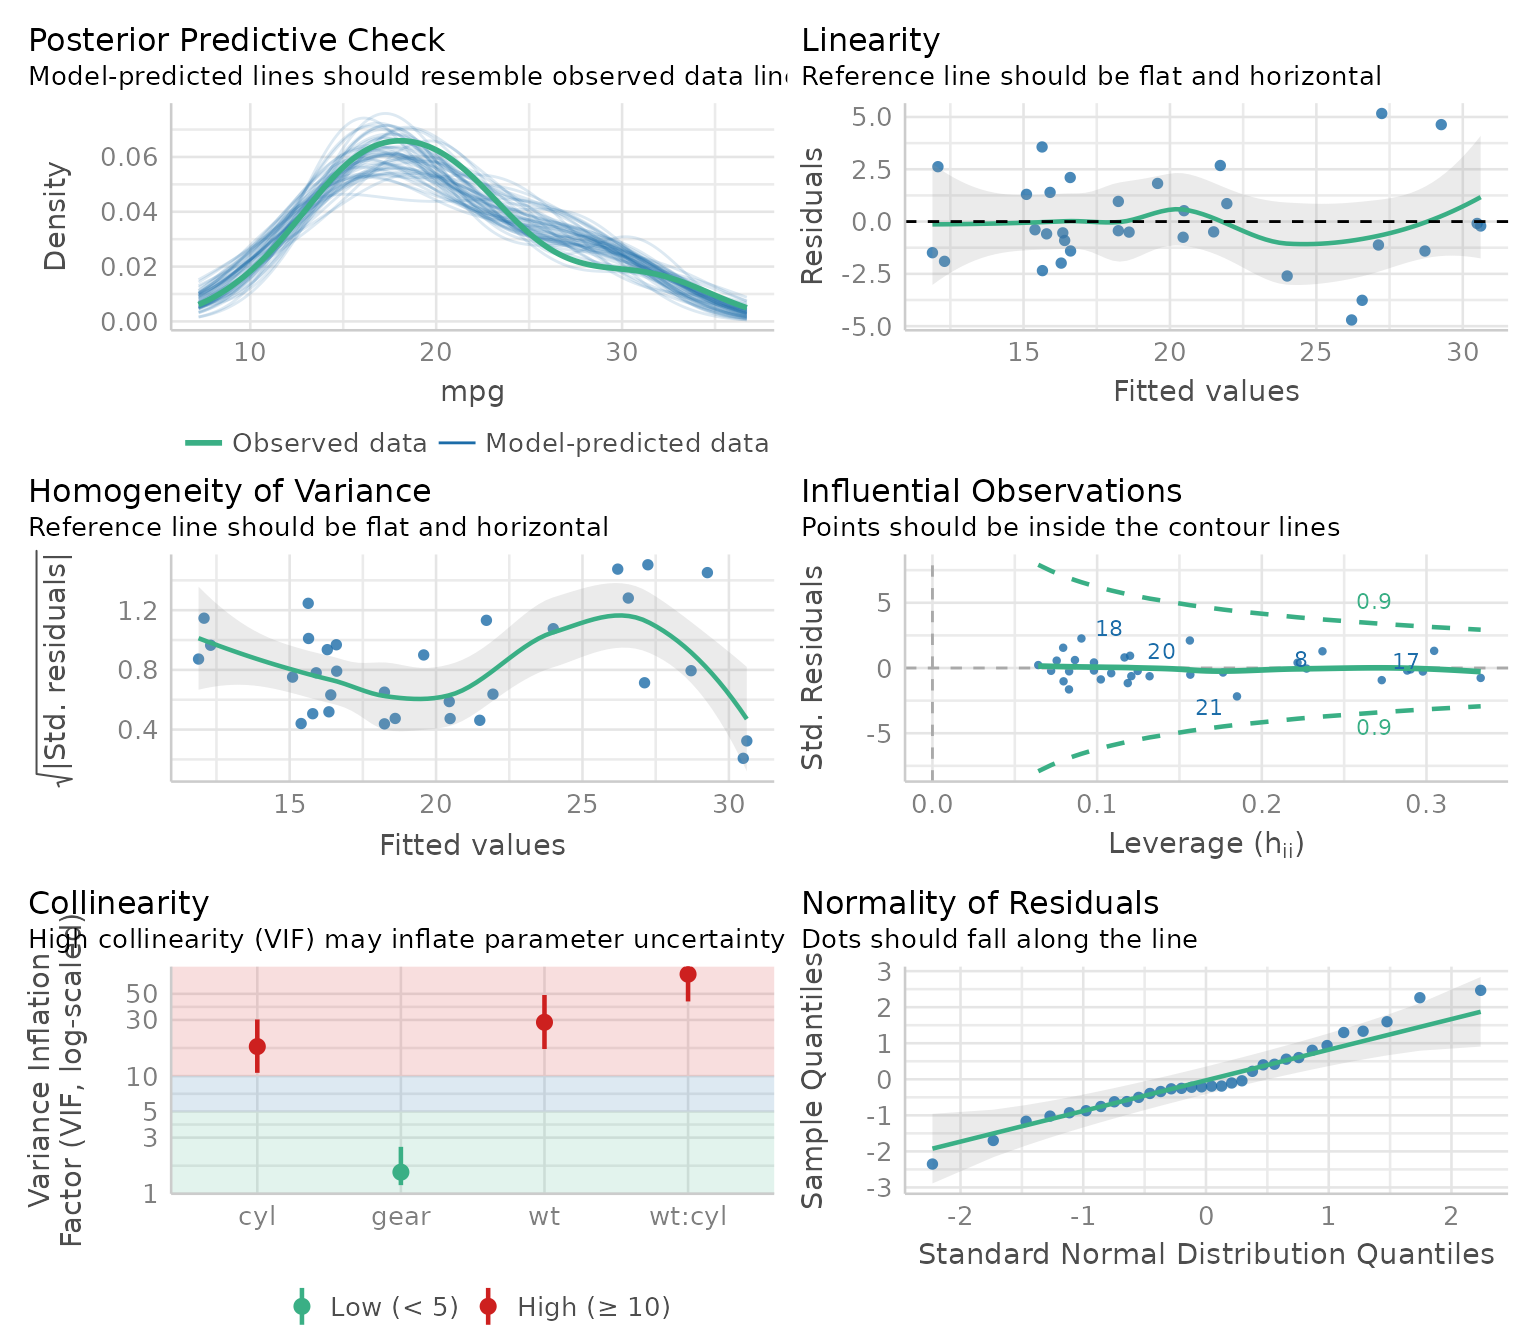 Posterior Predictive Check
Model-predicted lines should resemble observed data line
Density
0.06
0.04
0.02
0.00
10 20 30
mpg
Observed data Model-predicted data
Linearity
Reference line should be flat and horizontal
Residuals
5.0
2.5
0.0
-2.5
-5.0
15 20 25 30
Fitted values
Homogeneity of Variance
Reference line should be flat and horizontal
√|Std. residuals|
1.2
0.8
0.4
15 20 25 30
Fitted values
Influential Observations
Points should be inside the contour lines
Std. Residuals
5
0
-5
0.9
18
20
8
17
21
0.9
0.0 0.1 0.2 0.3
Leverage (hii)
Collinearity
High collinearity (VIF) may inflate parameter uncertainty
Variance Inflation
Factor (VIF, log-scaled)
50
30
10
5
3
1
cyl gear wt wt:cyl
Low (< 5) High (≥ 10)
Normality of Residuals
Dots should fall along the line
Sample Quantiles
3
2
1
0
-1
-2
-3
-2 -1 0 1 2
Standard Normal Distribution Quantiles